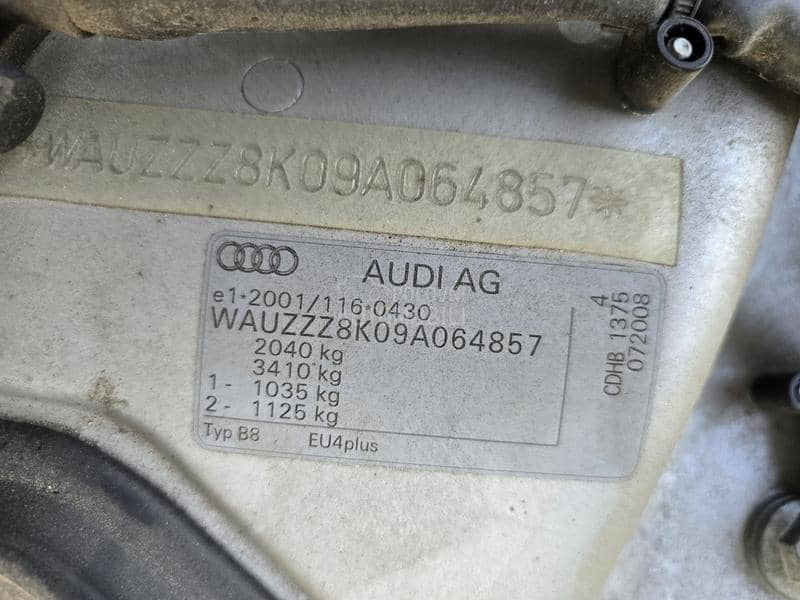 WAUZZZ8K09A064857*
AUDI AG
e1*2001/116*0430
WAUZZZ8K09A064857
2040 kg
3410 kg
1- 1035 kg
2- 1125 kg
Typ B8 EU4plus
4
CDHB 1375
072008